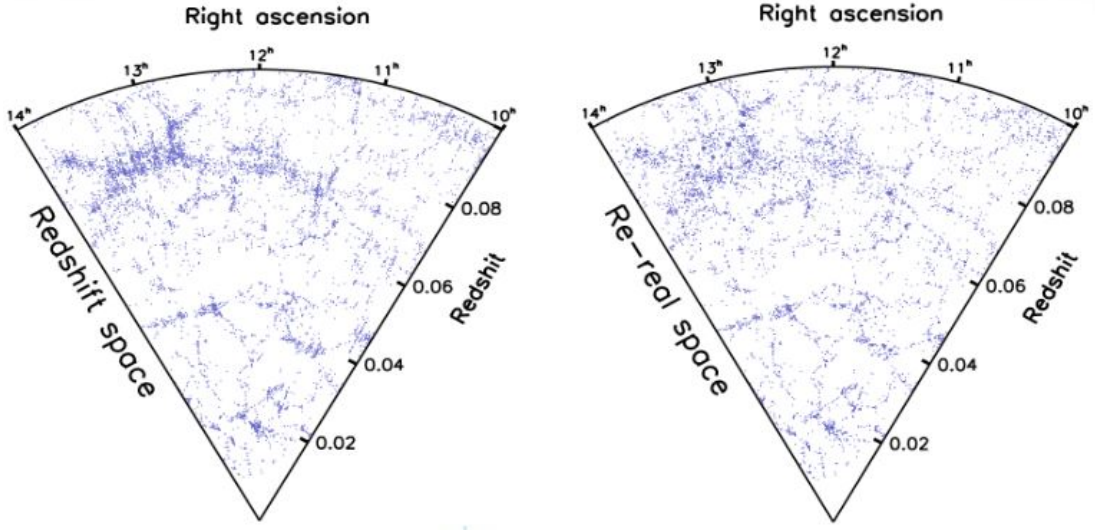 Right ascension
12ʰ
13ʰ
11ʰ
14ʰ
10ʰ
0.08
0.06
0.04
0.02
Redshift space
Redshit
Right ascension
12ʰ
13ʰ
11ʰ
14ʰ
10ʰ
0.08
0.06
0.04
0.02
Re-real space
Redshit